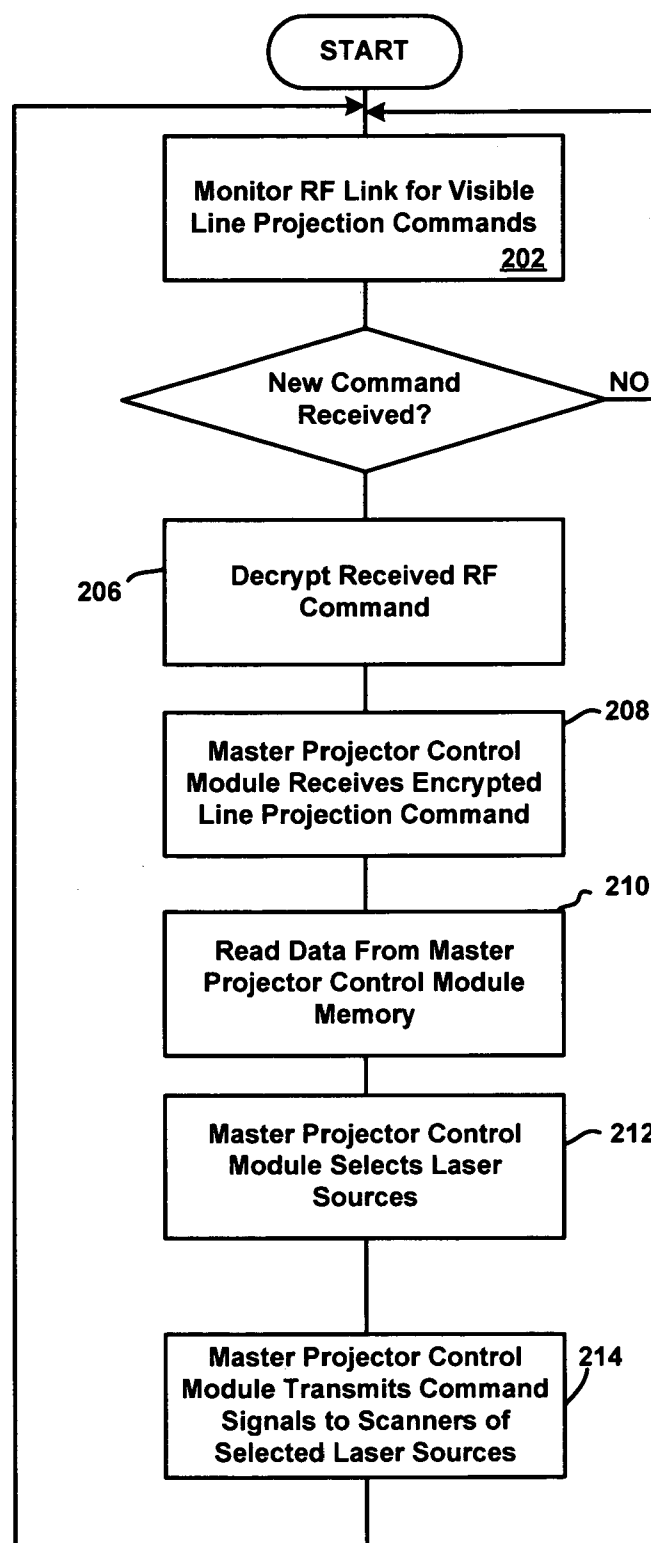 START
Monitor RF Link for Visible
Line Projection Commands
202
New Command
Received?
NO
206
Decrypt Received RF
Command
208
Master Projector Control
Module Receives Encrypted
Line Projection Command
210
Read Data From Master
Projector Control Module
Memory
212
Master Projector Control
Module Selects Laser
Sources
214
Master Projector Control
Module Transmits Command
Signals to Scanners of
Selected Laser Sources